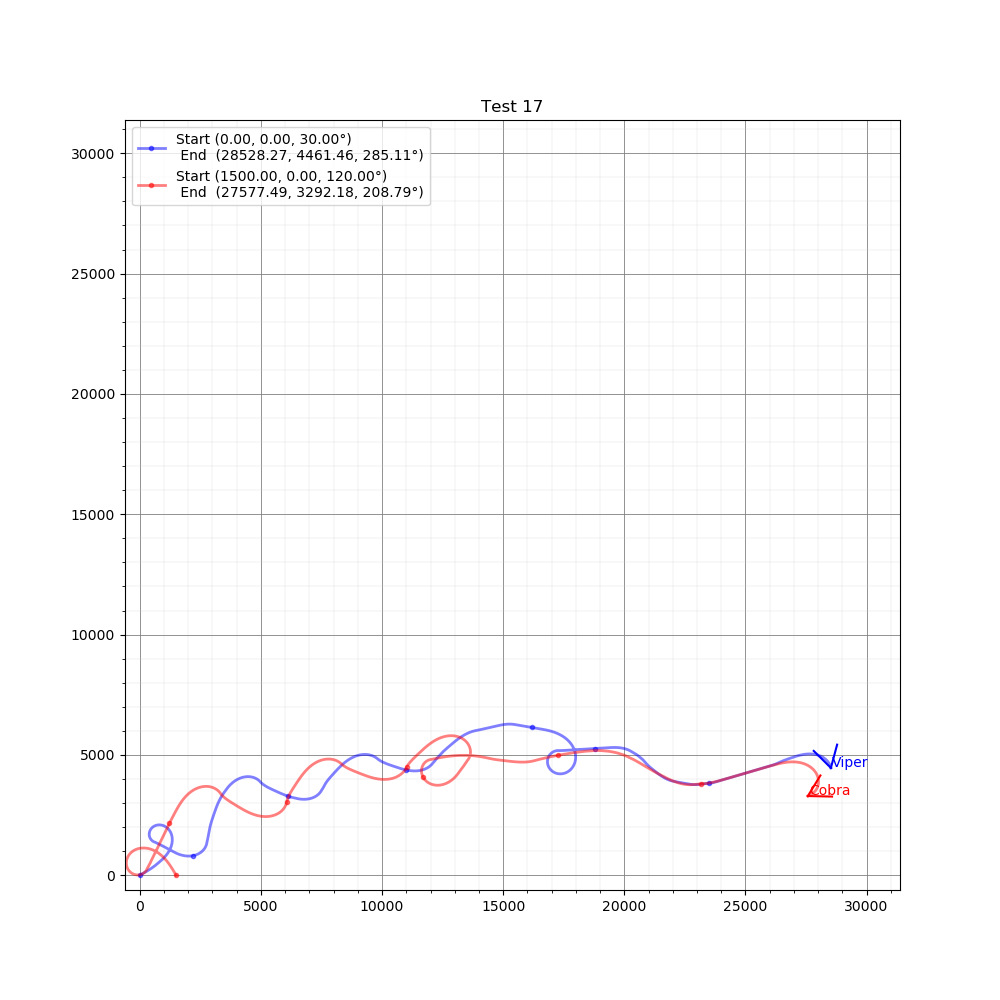 Test 17
Start (0.00, 0.00, 30.00°)
End (28528.27, 4461.46, 285.11°)
Start (1500.00, 0.00, 120.00°)
End (27577.49, 3292.18, 208.79°)
30000
25000
20000
15000
10000
5000
0
Viper
Cobra
0 5000 10000 15000 20000 25000 30000